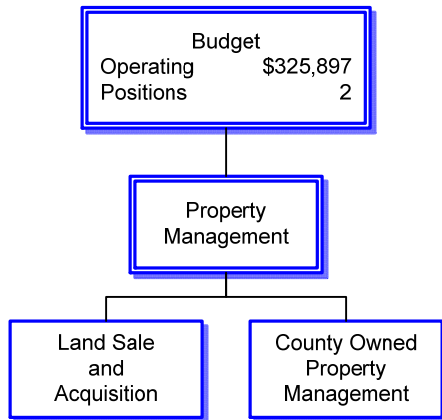 Budget
Operating $325,897
Positions 2
Property
Management
Land Sale
and
Acquisition
County Owned
Property
Management